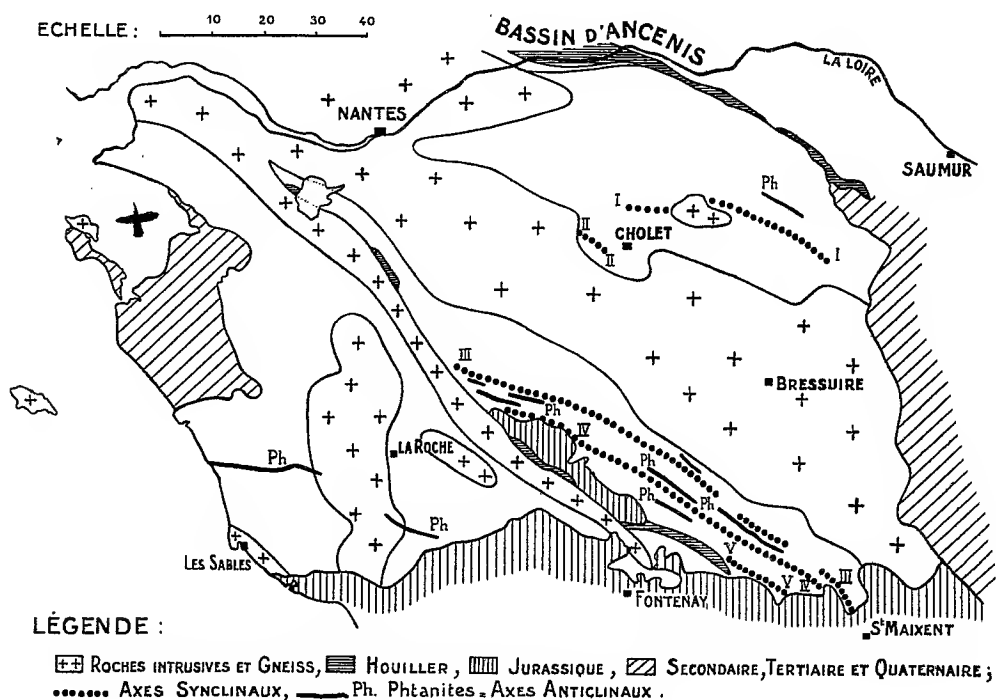 ECHELLE : 10 20 30 40
BASSIN D'ANCENIS
LA LOIRE
NANTES
SAUMUR
Ph
I
II
CHOLET
II
I
III
BRESSUIRE
Ph
IV
LA ROCHE
Ph
Ph
Ph
Ph
Ph
V
LES SABLES
V
IV
III
FONTENAY
St MAIXENT
LÉGENDE :
ROCHES INTRUSIVES ET GNEISS, HOUILLER, JURASSIQUE, SECONDAIRE, TERTIAIRE ET QUATERNAIRE;
AXES SYNCLINAUX, Ph. PHTANITES = AXES ANTICLINAUX.